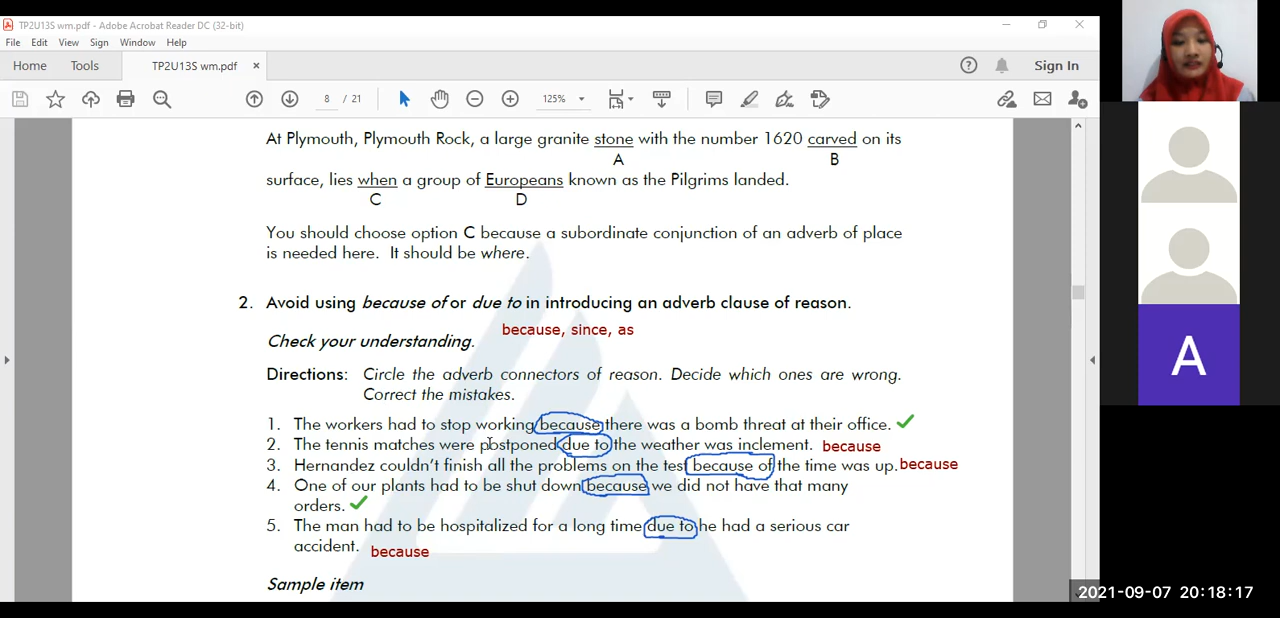 TP2U13S wm.pdf - Adobe Acrobat Reader DC (32-bit)
File Edit View Sign Window Help
Home Tools TP2U13S wm.pdf × Sign In
8 / 21 125%
At Plymouth, Plymouth Rock, a large granite stone with the number 1620 carved on its
A B
surface, lies when a group of Europeans known as the Pilgrims landed.
C D
You should choose option C because a subordinate conjunction of an adverb of place
is needed here. It should be where.
2. Avoid using because of or due to in introducing an adverb clause of reason.
because, since, as
Check your understanding.
Directions: Circle the adverb connectors of reason. Decide which ones are wrong.
Correct the mistakes.
1. The workers had to stop working because there was a bomb threat at their office.
2. The tennis matches were postponed due to the weather was inclement. because
3. Hernandez couldn't finish all the problems on the test because of the time was up. because
4. One of our plants had to be shut down because we did not have that many
orders.
5. The man had to be hospitalized for a long time due to he had a serious car
accident. because
Sample item
A
2021-09-07 20:18:17